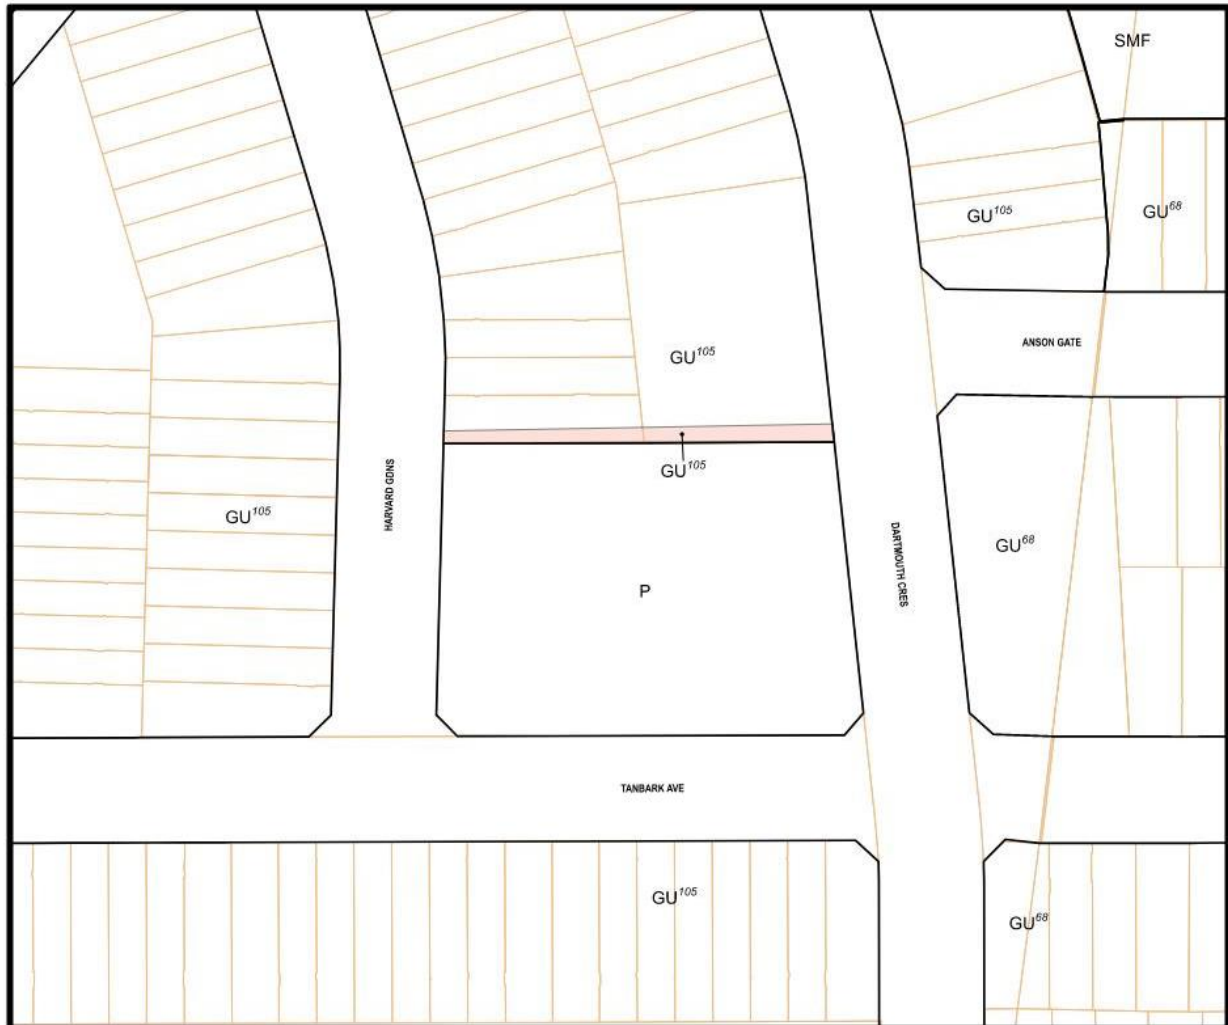 SMF
GU105
GU68
ANSON GATE
GU105
GU105
HARVARD GDNS
GU105
GU68
DARTMOUTH CRES
P
TANBARK AVE
GU105
GU68